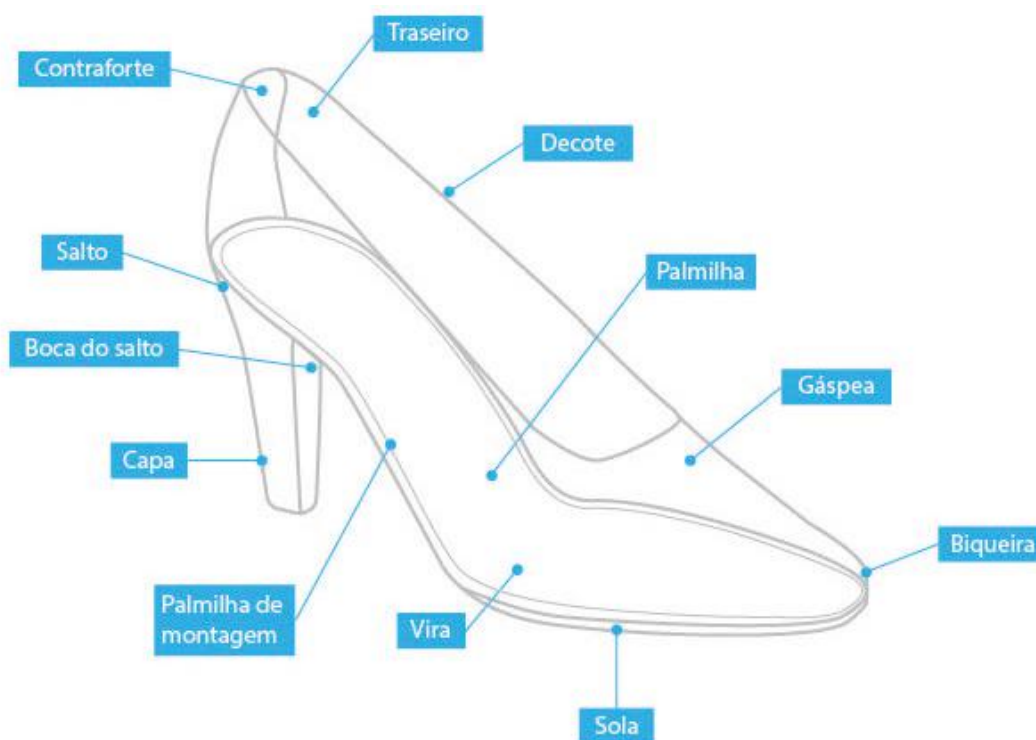 Traseiro
Contraforte
Decote
Salto
Palmilha
Boca do salto
Gáspea
Capa
Biqueira
Palmilha de
montagem
Vira
Sola